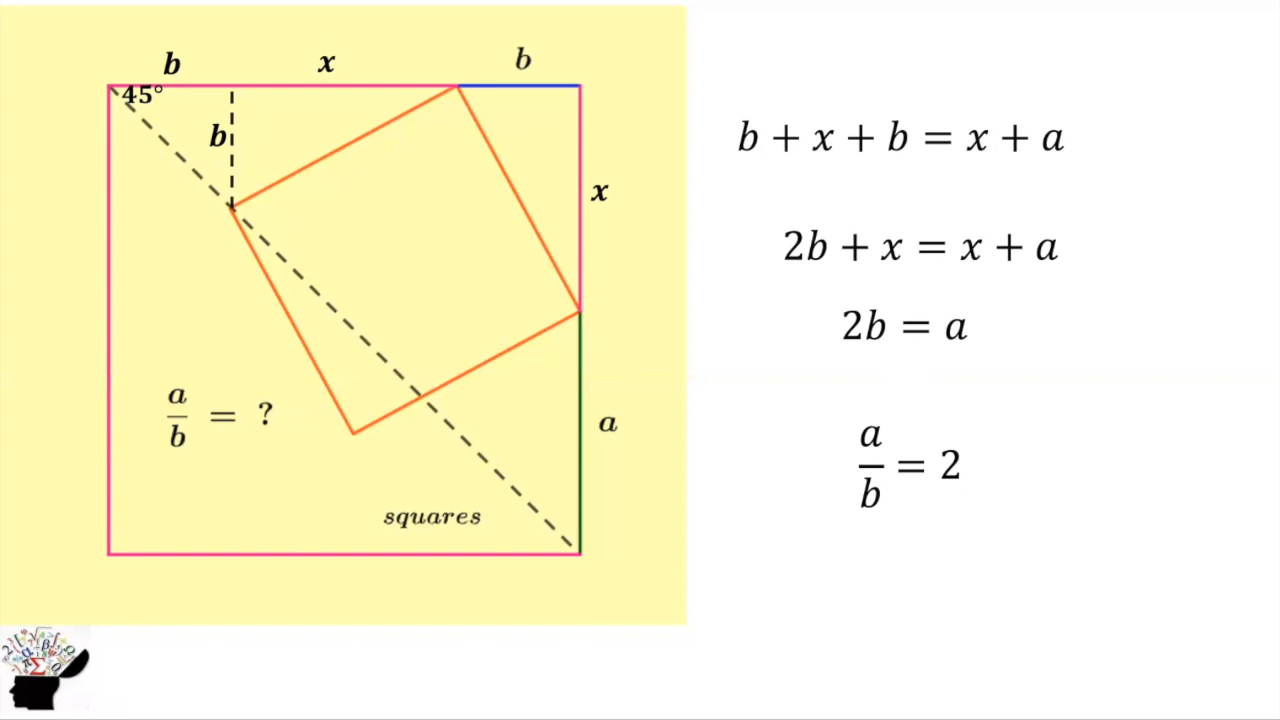 b x b
45°
b
x
b + x + b = x + a
2b + x = x + a
2b = a
a/b = ?
a
a/b = 2
squares